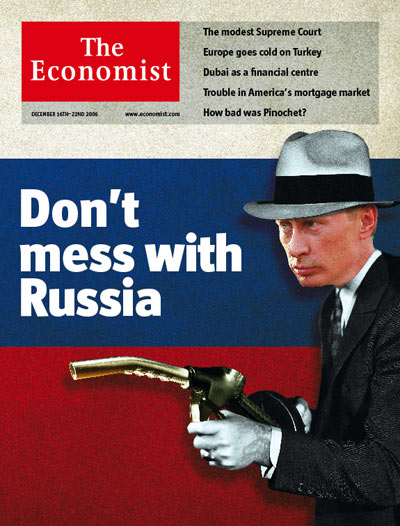 The
Economist
The modest Supreme Court
Europe goes cold on Turkey
Dubai as a financial centre
Trouble in America's mortgage market
How bad was Pinochet?
DECEMBER 16TH–22ND 2006
www.economist.com
Don't
mess with
Russia